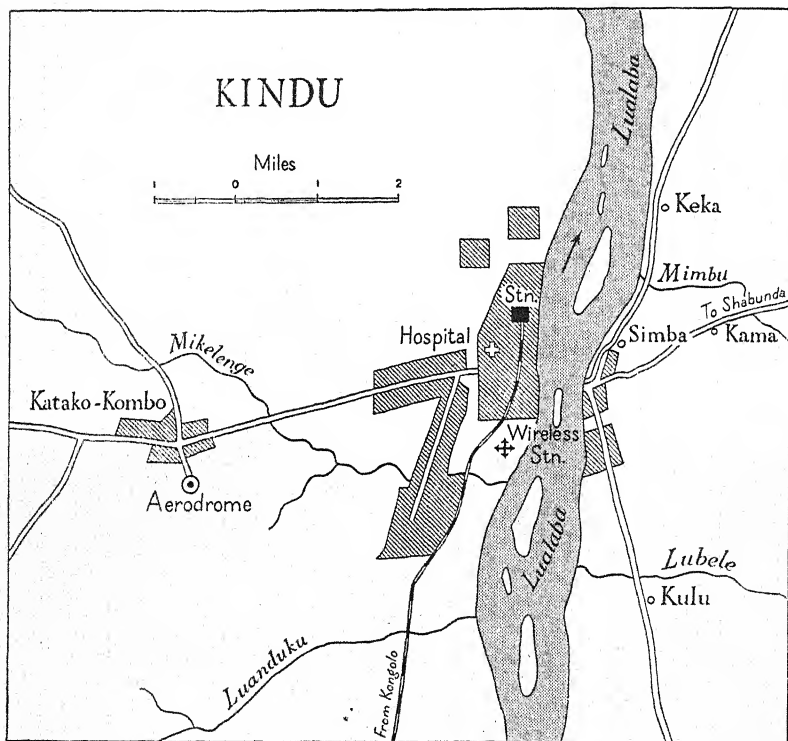 KINDU
Miles
1 0 1 2
Lualaba
Keka
Mimbu
To Shabunda
Stn.
Simba
Kama
Hospital
Mikelenge
Katako-Kombo
Wireless
Stn.
Aerodrome
Lualaba
Lubele
Kulu
Luanduku
From Kongolo